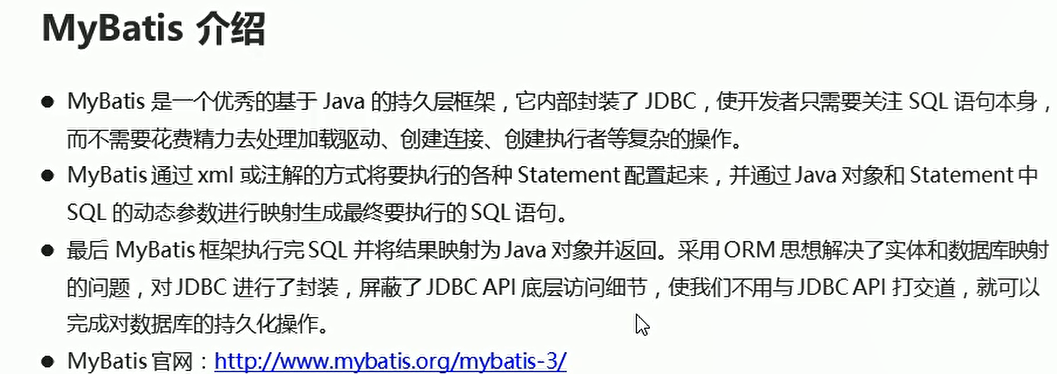 MyBatis 介绍
● MyBatis 是一个优秀的基于 Java 的持久层框架，它内部封装了 JDBC，使开发者只需要关注 SQL 语句本身，
而不需要花费精力去处理加载驱动、创建连接、创建执行者等复杂的操作。
● MyBatis通过 xml 或注解的方式将要执行的各种 Statement 配置起来，并通过 Java 对象和 Statement 中
SQL 的动态参数进行映射生成最终要执行的 SQL 语句。
● 最后 MyBatis 框架执行完 SQL 并将结果映射为 Java 对象并返回。采用 ORM 思想解决了实体和数据库映射
的问题，对 JDBC 进行了封装，屏蔽了 JDBC API 底层访问细节，使我们不用与 JDBC API 打交道，就可以
完成对数据库的持久化操作。
● MyBatis 官网：http://www.mybatis.org/mybatis-3/